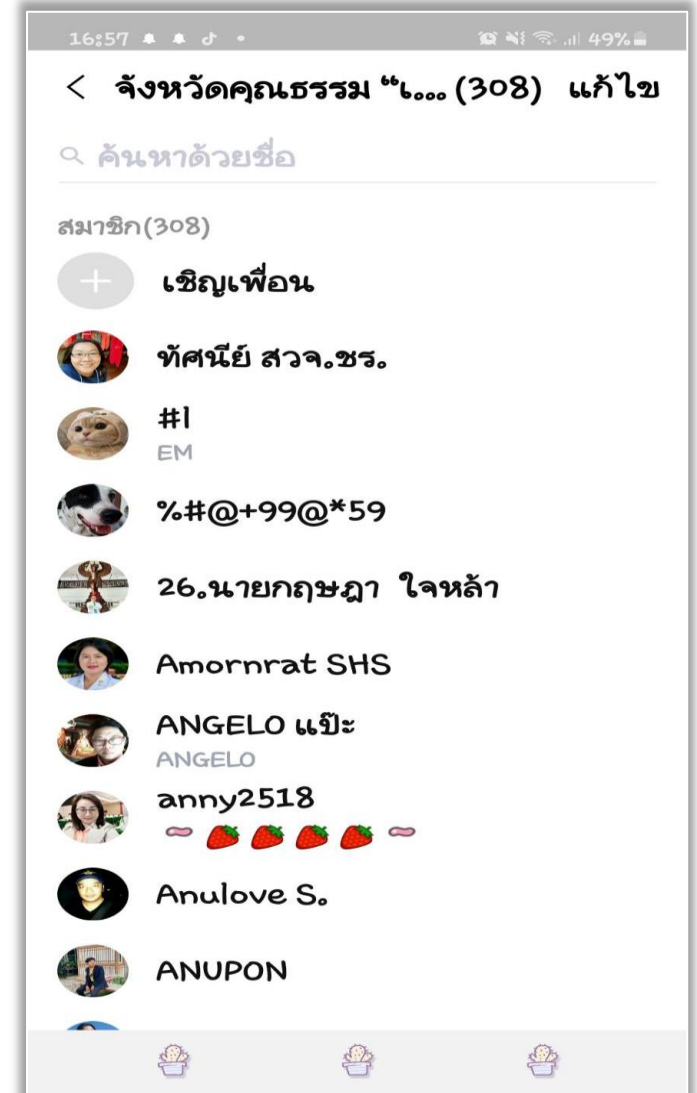 16:57
49%
จังหวัดคุณธรรม “เ... (308) แก้ไข
ค้นหาด้วยชื่อ
สมาชิก(308)
เชิญเพื่อน
ทัศนีย์ สวจ.ชร.
#1
EM
%#@+99@*59
26.นายกฤษฎา ใจหล้า
Amornrat SHS
ANGELO แป๊ะ
ANGELO
anny2518
Anulove S.
ANUPON